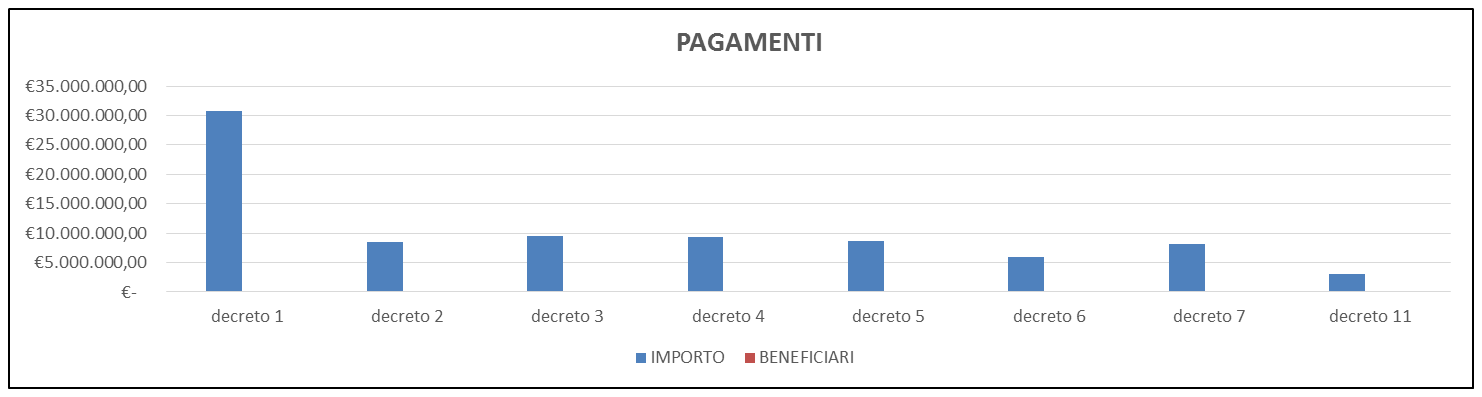 PAGAMENTI
€35.000.000,00
€30.000.000,00
€25.000.000,00
€20.000.000,00
€15.000.000,00
€10.000.000,00
€5.000.000,00
€-
decreto 1 decreto 2 decreto 3 decreto 4 decreto 5 decreto 6 decreto 7 decreto 11
IMPORTO BENEFICIARI